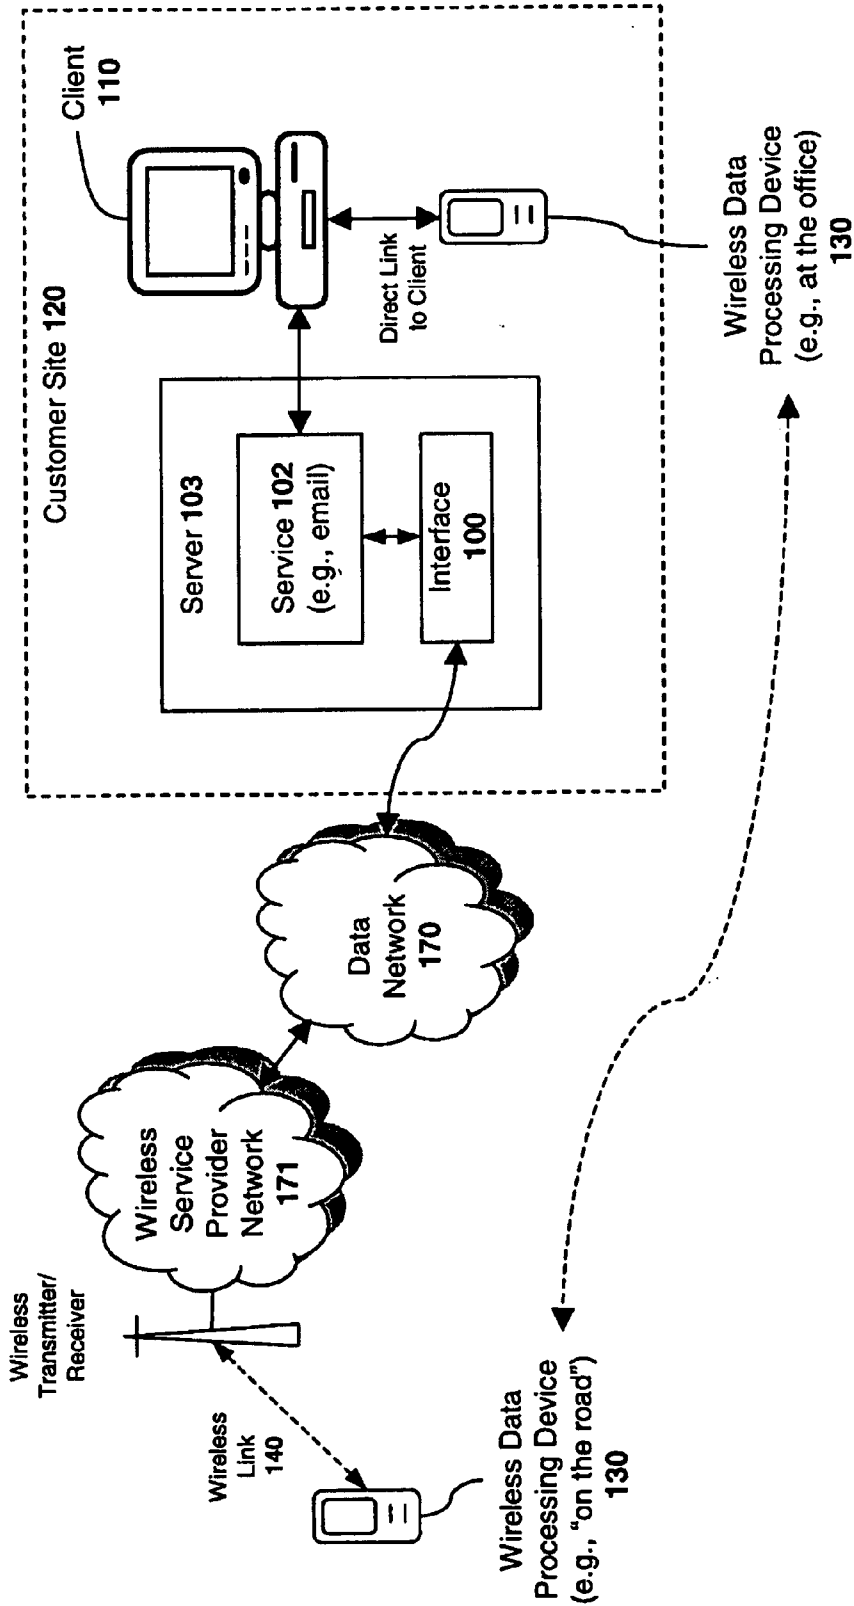 Wireless
Transmitter/
Receiver
Wireless
Link
140
Wireless Data
Processing Device
(e.g., "on the road")
130
Wireless
Service
Provider
Network
171
Data
Network
170
Customer Site 120
Server 103
Service 102
(e.g., email)
Interface
100
Client
110
Direct Link
to Client
Wireless Data
Processing Device
(e.g., at the office)
130